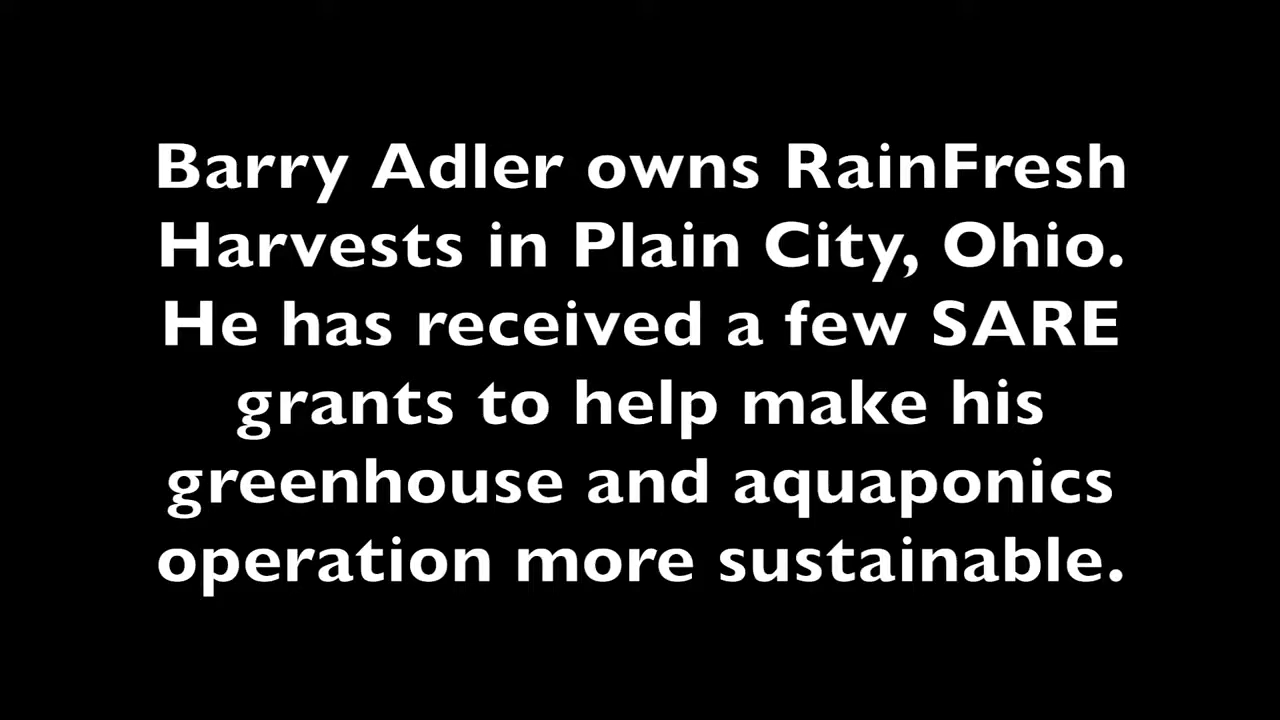 Barry Adler owns RainFresh
Harvests in Plain City, Ohio.
He has received a few SARE
grants to help make his
greenhouse and aquaponics
operation more sustainable.